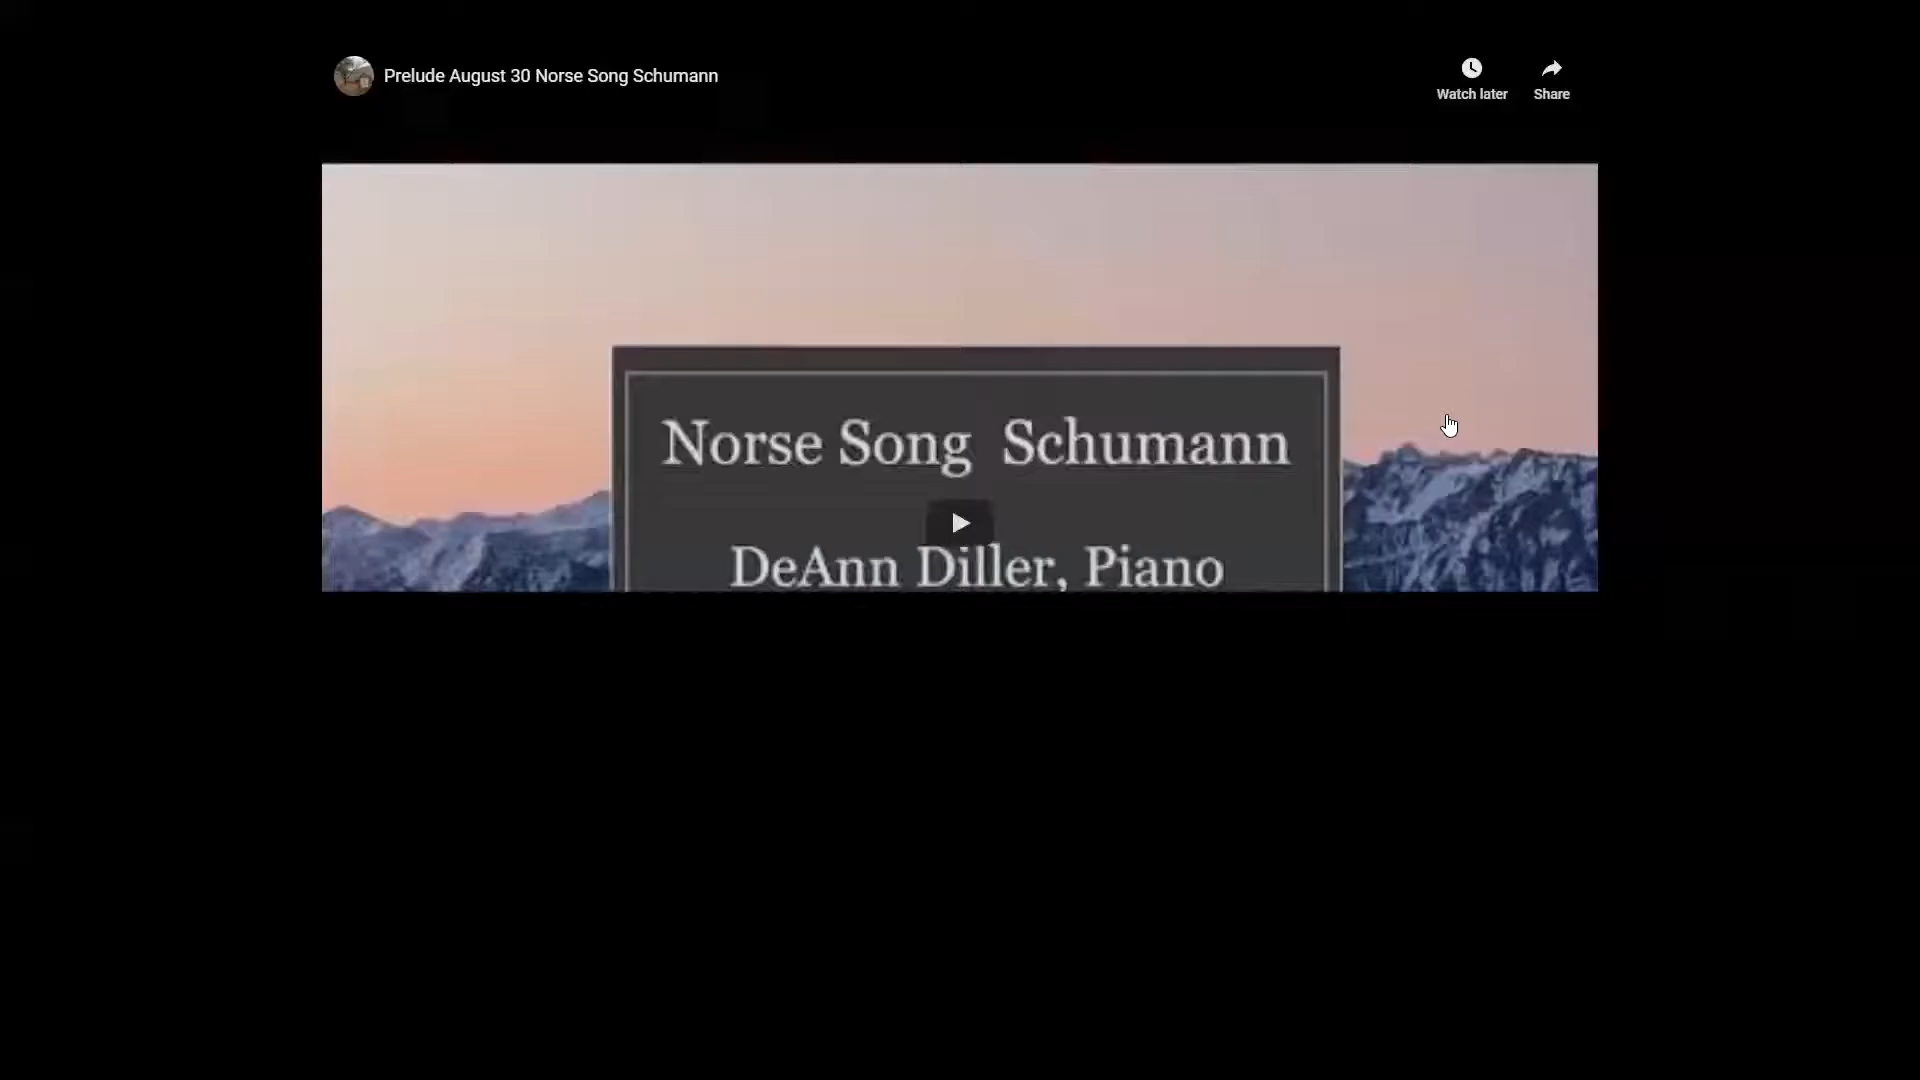 Prelude August 30 Norse Song Schumann
Watch later
Share
Norse Song Schumann
DeAnn Diller, Piano